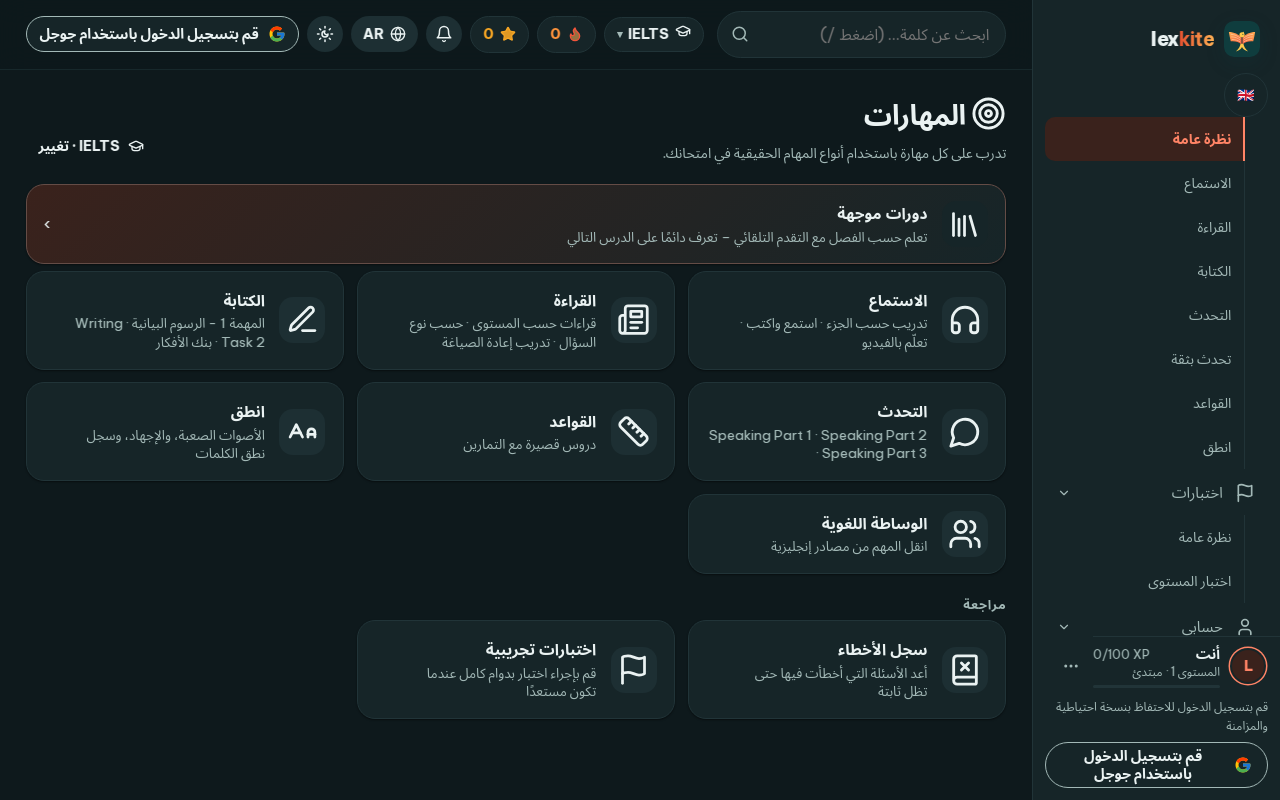 lexkite
ابحث عن كلمة... (اضغط /)
IELTS ▾
0
0
AR
قم بتسجيل الدخول باستخدام جوجل
نظرة عامة
الاستماع
القراءة
الكتابة
التحدث
تحدث بثقة
القواعد
انطق
اختبارات
نظرة عامة
اختبار المستوى
حسابي
L
أنت
0/100 XP
المستوى 1 · مبتدئ
قم بتسجيل الدخول للاحتفاظ بنسخة احتياطية
والمزامنة
قم بتسجيل الدخول
باستخدام جوجل
المهارات
تدرب على كل مهارة باستخدام أنواع المهام الحقيقية في امتحانك.
IELTS · تغيير
دورات موجهة
تعلم حسب الفصل مع التقدم التلقائي – تعرف دائمًا على الدرس التالي
الاستماع
تدريب حسب الجزء · استمع واكتب ·
تعلّم بالفيديو
القراءة
قراءات حسب المستوى · حسب نوع
السؤال · تدريب إعادة الصياغة
الكتابة
المهمة 1 - الرسوم البيانية · Writing
Task 2 · بنك الأفكار
التحدث
Speaking Part 1 · Speaking Part 2
· Speaking Part 3
القواعد
دروس قصيرة مع التمارين
انطق
الأصوات الصعبة، والإجهاد، وسجل
نطق الكلمات
الوساطة اللغوية
انقل المهم من مصادر إنجليزية
مراجعة
سجل الأخطاء
أعد الأسئلة التي أخطأت فيها حتى
تظل ثابتة
اختبارات تجريبية
قم بإجراء اختبار بدوام كامل عندما
تكون مستعدًا